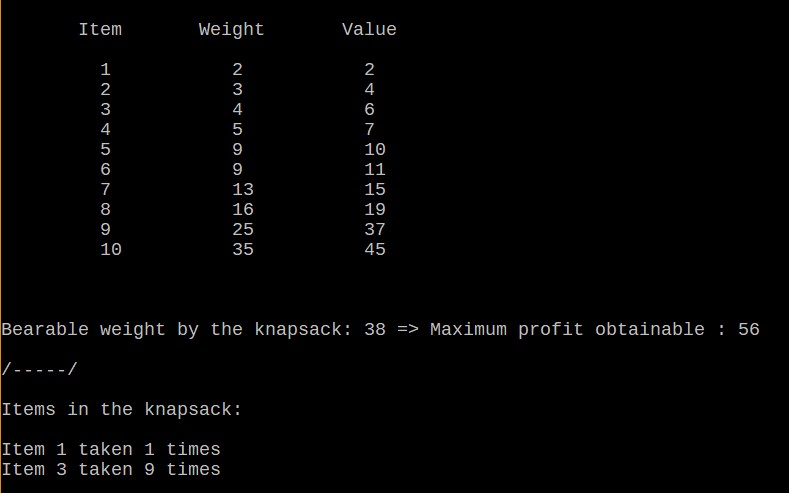 Item Weight Value
1 2 2
2 3 4
3 4 6
4 5 7
5 9 10
6 9 11
7 13 15
8 16 19
9 25 37
10 35 45
Bearable weight by the knapsack: 38 => Maximum profit obtainable : 56
/-----/
Items in the knapsack:
Item 1 taken 1 times
Item 3 taken 9 times